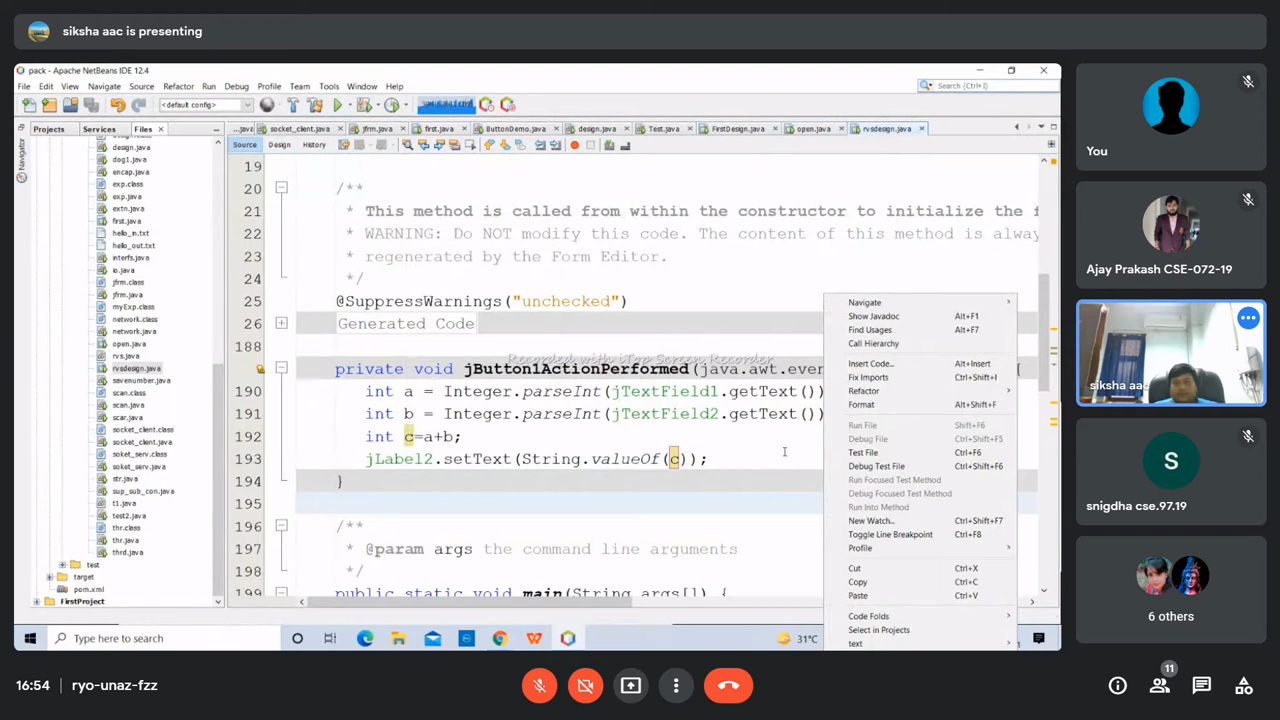 siksha aac is presenting
pack - Apache NetBeans IDE 12.4
File Edit View Navigate Source Refactor Run Debug Profile Team Tools Window Help
Search (Ctrl+I)
<default config>
Projects Services Files
...java socket_client.java jfrm.java first.java ButtonDemo.java design.java Test.java FirstDesign.java open.java rvsdesign.java
Source Design History
Navigator
design.java
dog1.java
encap.java
exp.class
exp.java
extn.java
first.java
hello_in.txt
hello_out.txt
interfs.java
io.java
jfrm.class
jfrm.java
myExp.class
network.class
network.java
open.java
rvs.java
rvsdesign.java
savenumber.java
scan.class
scan.java
scar.java
socket_client.class
socket_client.java
soket_serv.class
soket_serv.java
str.java
sup_sub_con.java
t1.java
test2.java
thr.class
thr.java
thrd.java
test
target
pom.xml
FirstProject
19
20 /**
21 * This method is called from within the constructor to initialize the f
22 * WARNING: Do NOT modify this code. The content of this method is alway
23 * regenerated by the Form Editor.
24 */
25 @SuppressWarnings("unchecked")
26 Generated Code
188
Recorded with iTop Screen Recorder
private void jButton1ActionPerformed(java.awt.even {
190 int a = Integer.parseInt(jTextField1.getText())
191 int b = Integer.parseInt(jTextField2.getText())
192 int c=a+b;
193 jLabel2.setText(String.valueOf(c));
194 }
195
196 /**
197 * @param args the command line arguments
198 */
199 public static void main(String args[]) {
Navigate
Show Javadoc Alt+F1
Find Usages Alt+F7
Call Hierarchy
Insert Code... Alt+Insert
Fix Imports Ctrl+Shift+I
Refactor
Format Alt+Shift+F
Run File Shift+F6
Debug File Ctrl+Shift+F5
Test File Ctrl+F6
Debug Test File Ctrl+Shift+F6
Run Focused Test Method
Debug Focused Test Method
Run Into Method
New Watch... Ctrl+Shift+F7
Toggle Line Breakpoint Ctrl+F8
Profile
Cut Ctrl+X
Copy Ctrl+C
Paste Ctrl+V
Code Folds
Select in Projects
text
Type here to search
31°C
You
Ajay Prakash CSE-072-19
siksha aac
S
snigdha cse.97.19
6 others
16:54 | ryo-unaz-fzz
11